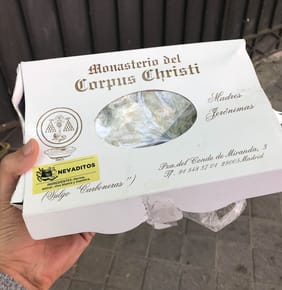 Monasterio del
Corpus Christi
Madres
Jerónimas
NEVADITOS
(Vulgo "Carboneras")
Pza. del Conde de Miranda, 3
28005 Madrid